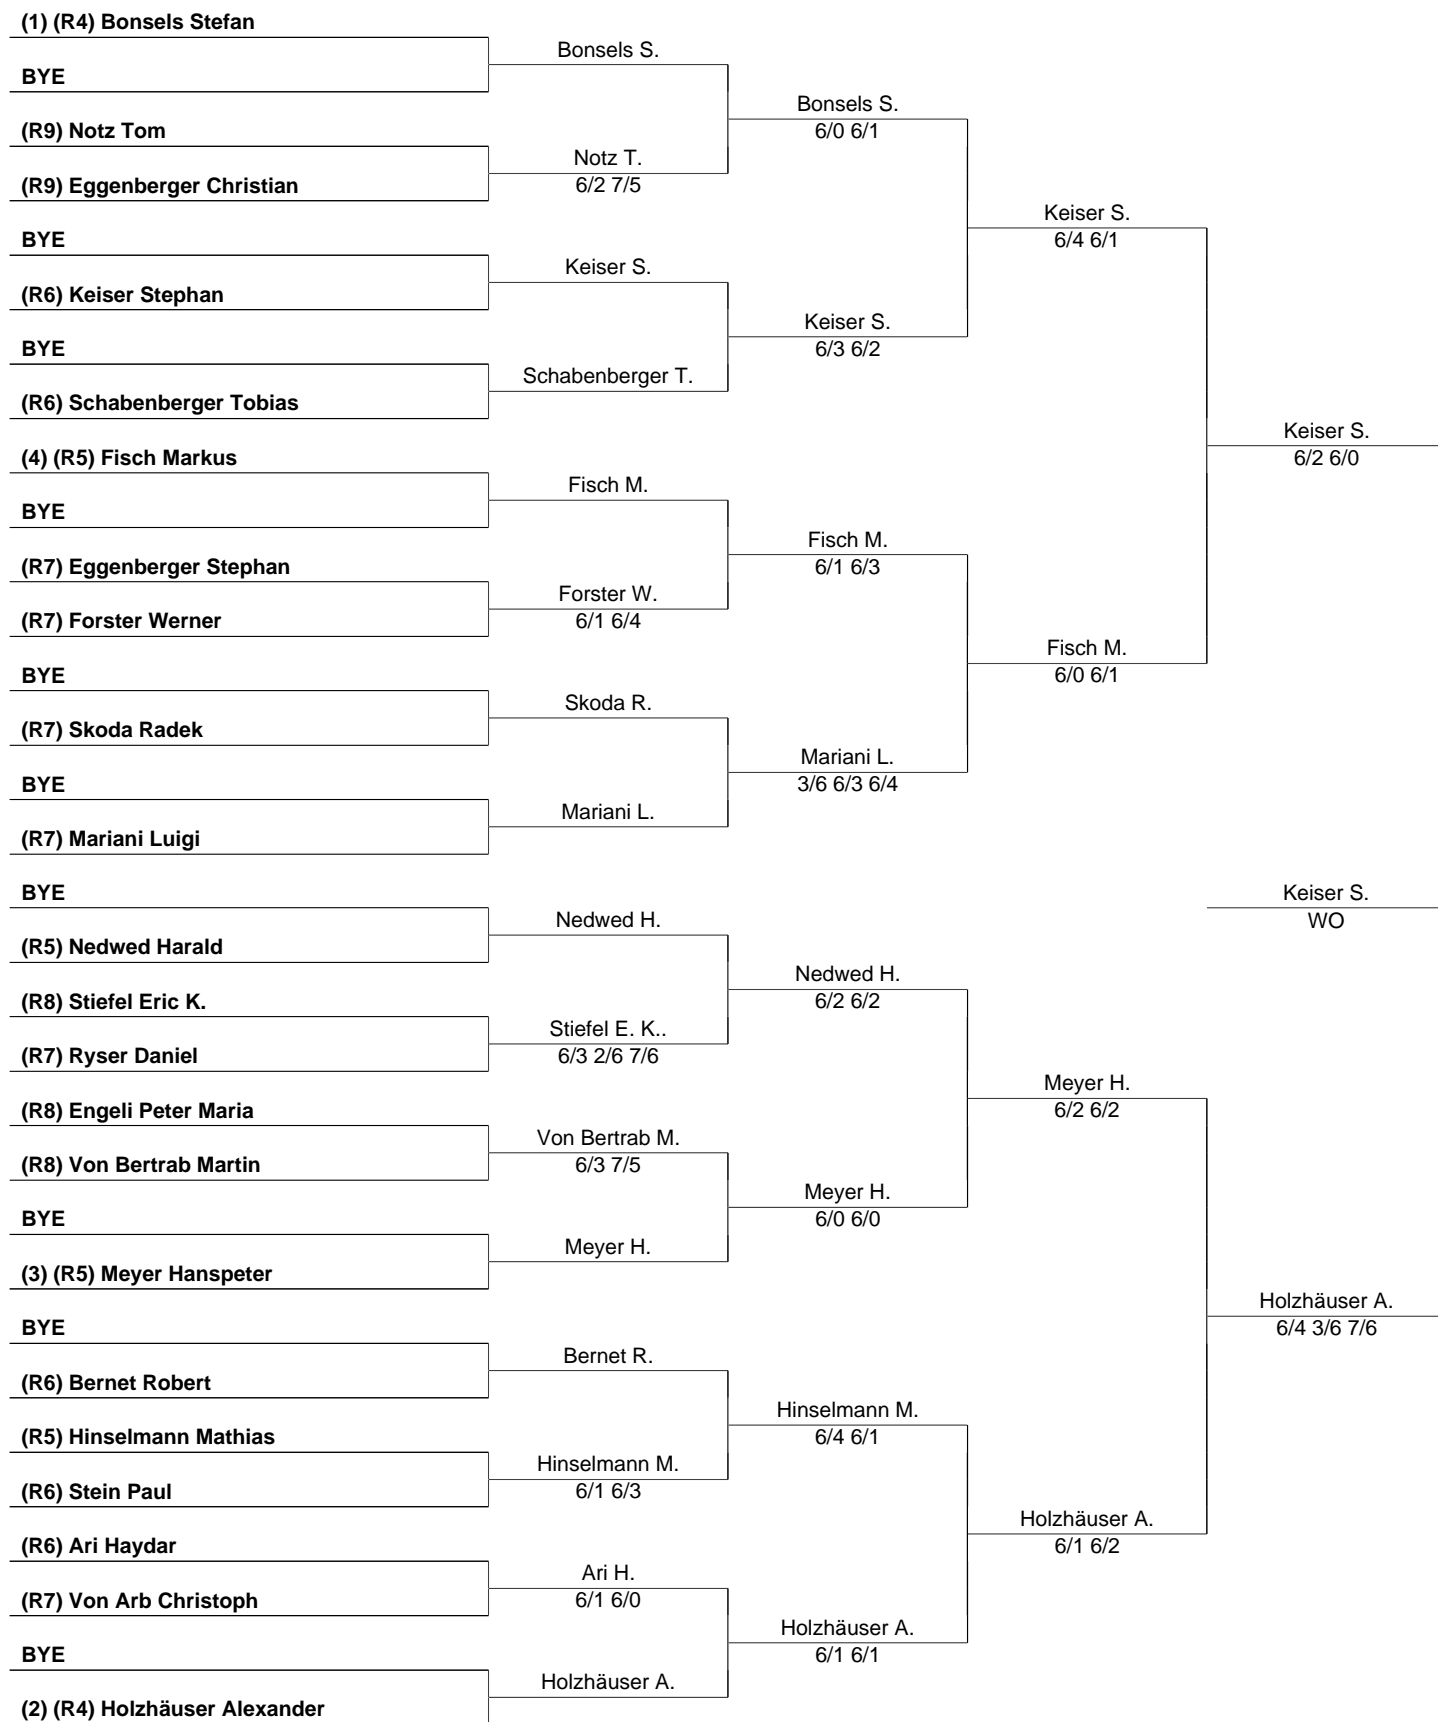 (1) (R4) Bonsels Stefan
BYE
(R9) Notz Tom
(R9) Eggenberger Christian
BYE
(R6) Keiser Stephan
BYE
(R6) Schabenberger Tobias
(4) (R5) Fisch Markus
BYE
(R7) Eggenberger Stephan
(R7) Forster Werner
BYE
(R7) Skoda Radek
BYE
(R7) Mariani Luigi
BYE
(R5) Nedwed Harald
(R8) Stiefel Eric K.
(R7) Ryser Daniel
(R8) Engeli Peter Maria
(R8) Von Bertrab Martin
BYE
(3) (R5) Meyer Hanspeter
BYE
(R6) Bernet Robert
(R5) Hinselmann Mathias
(R6) Stein Paul
(R6) Ari Haydar
(R7) Von Arb Christoph
BYE
(2) (R4) Holzhäuser Alexander
Bonsels S.
Notz T.
6/2 7/5
Keiser S.
Schabenberger T.
Fisch M.
Forster W.
6/1 6/4
Skoda R.
Mariani L.
Nedwed H.
Stiefel E. K..
6/3 2/6 7/6
Von Bertrab M.
6/3 7/5
Meyer H.
Bernet R.
Hinselmann M.
6/1 6/3
Ari H.
6/1 6/0
Holzhäuser A.
Bonsels S.
6/0 6/1
Keiser S.
6/3 6/2
Fisch M.
6/1 6/3
Mariani L.
3/6 6/3 6/4
Nedwed H.
6/2 6/2
Meyer H.
6/0 6/0
Hinselmann M.
6/4 6/1
Holzhäuser A.
6/1 6/1
Keiser S.
6/4 6/1
Fisch M.
6/0 6/1
Meyer H.
6/2 6/2
Holzhäuser A.
6/1 6/2
Keiser S.
6/2 6/0
Keiser S.
WO
Holzhäuser A.
6/4 3/6 7/6